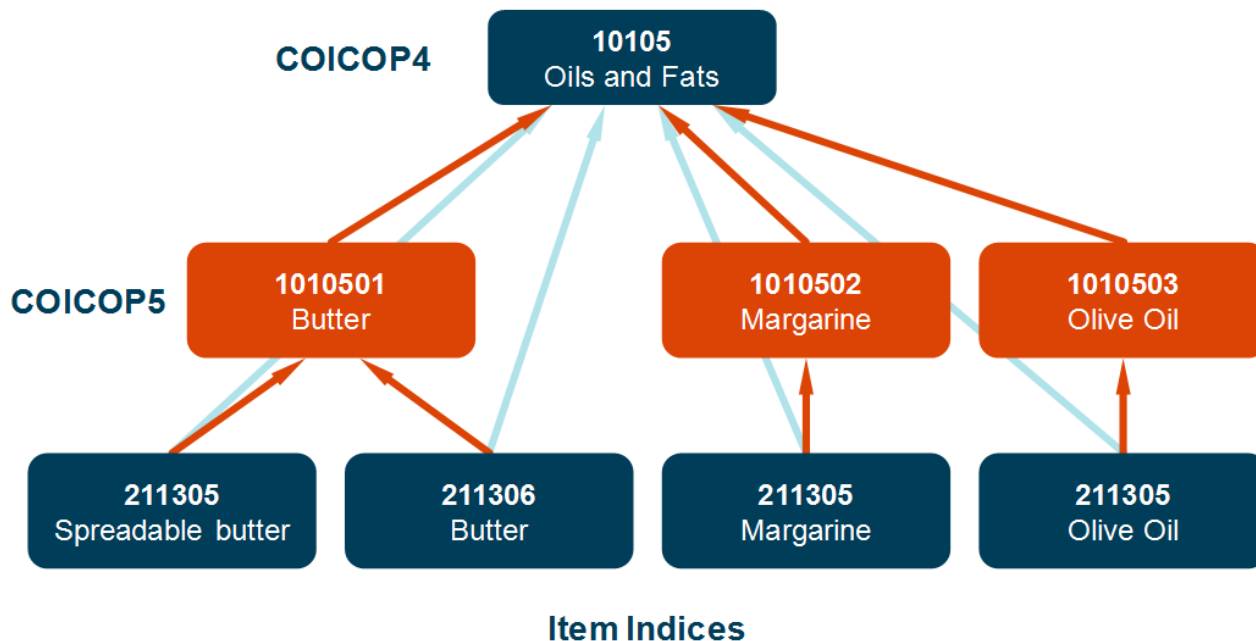 COICOP4
10105
Oils and Fats
COICOP5
1010501
Butter
1010502
Margarine
1010503
Olive Oil
211305
Spreadable butter
211306
Butter
211305
Margarine
211305
Olive Oil
Item Indices